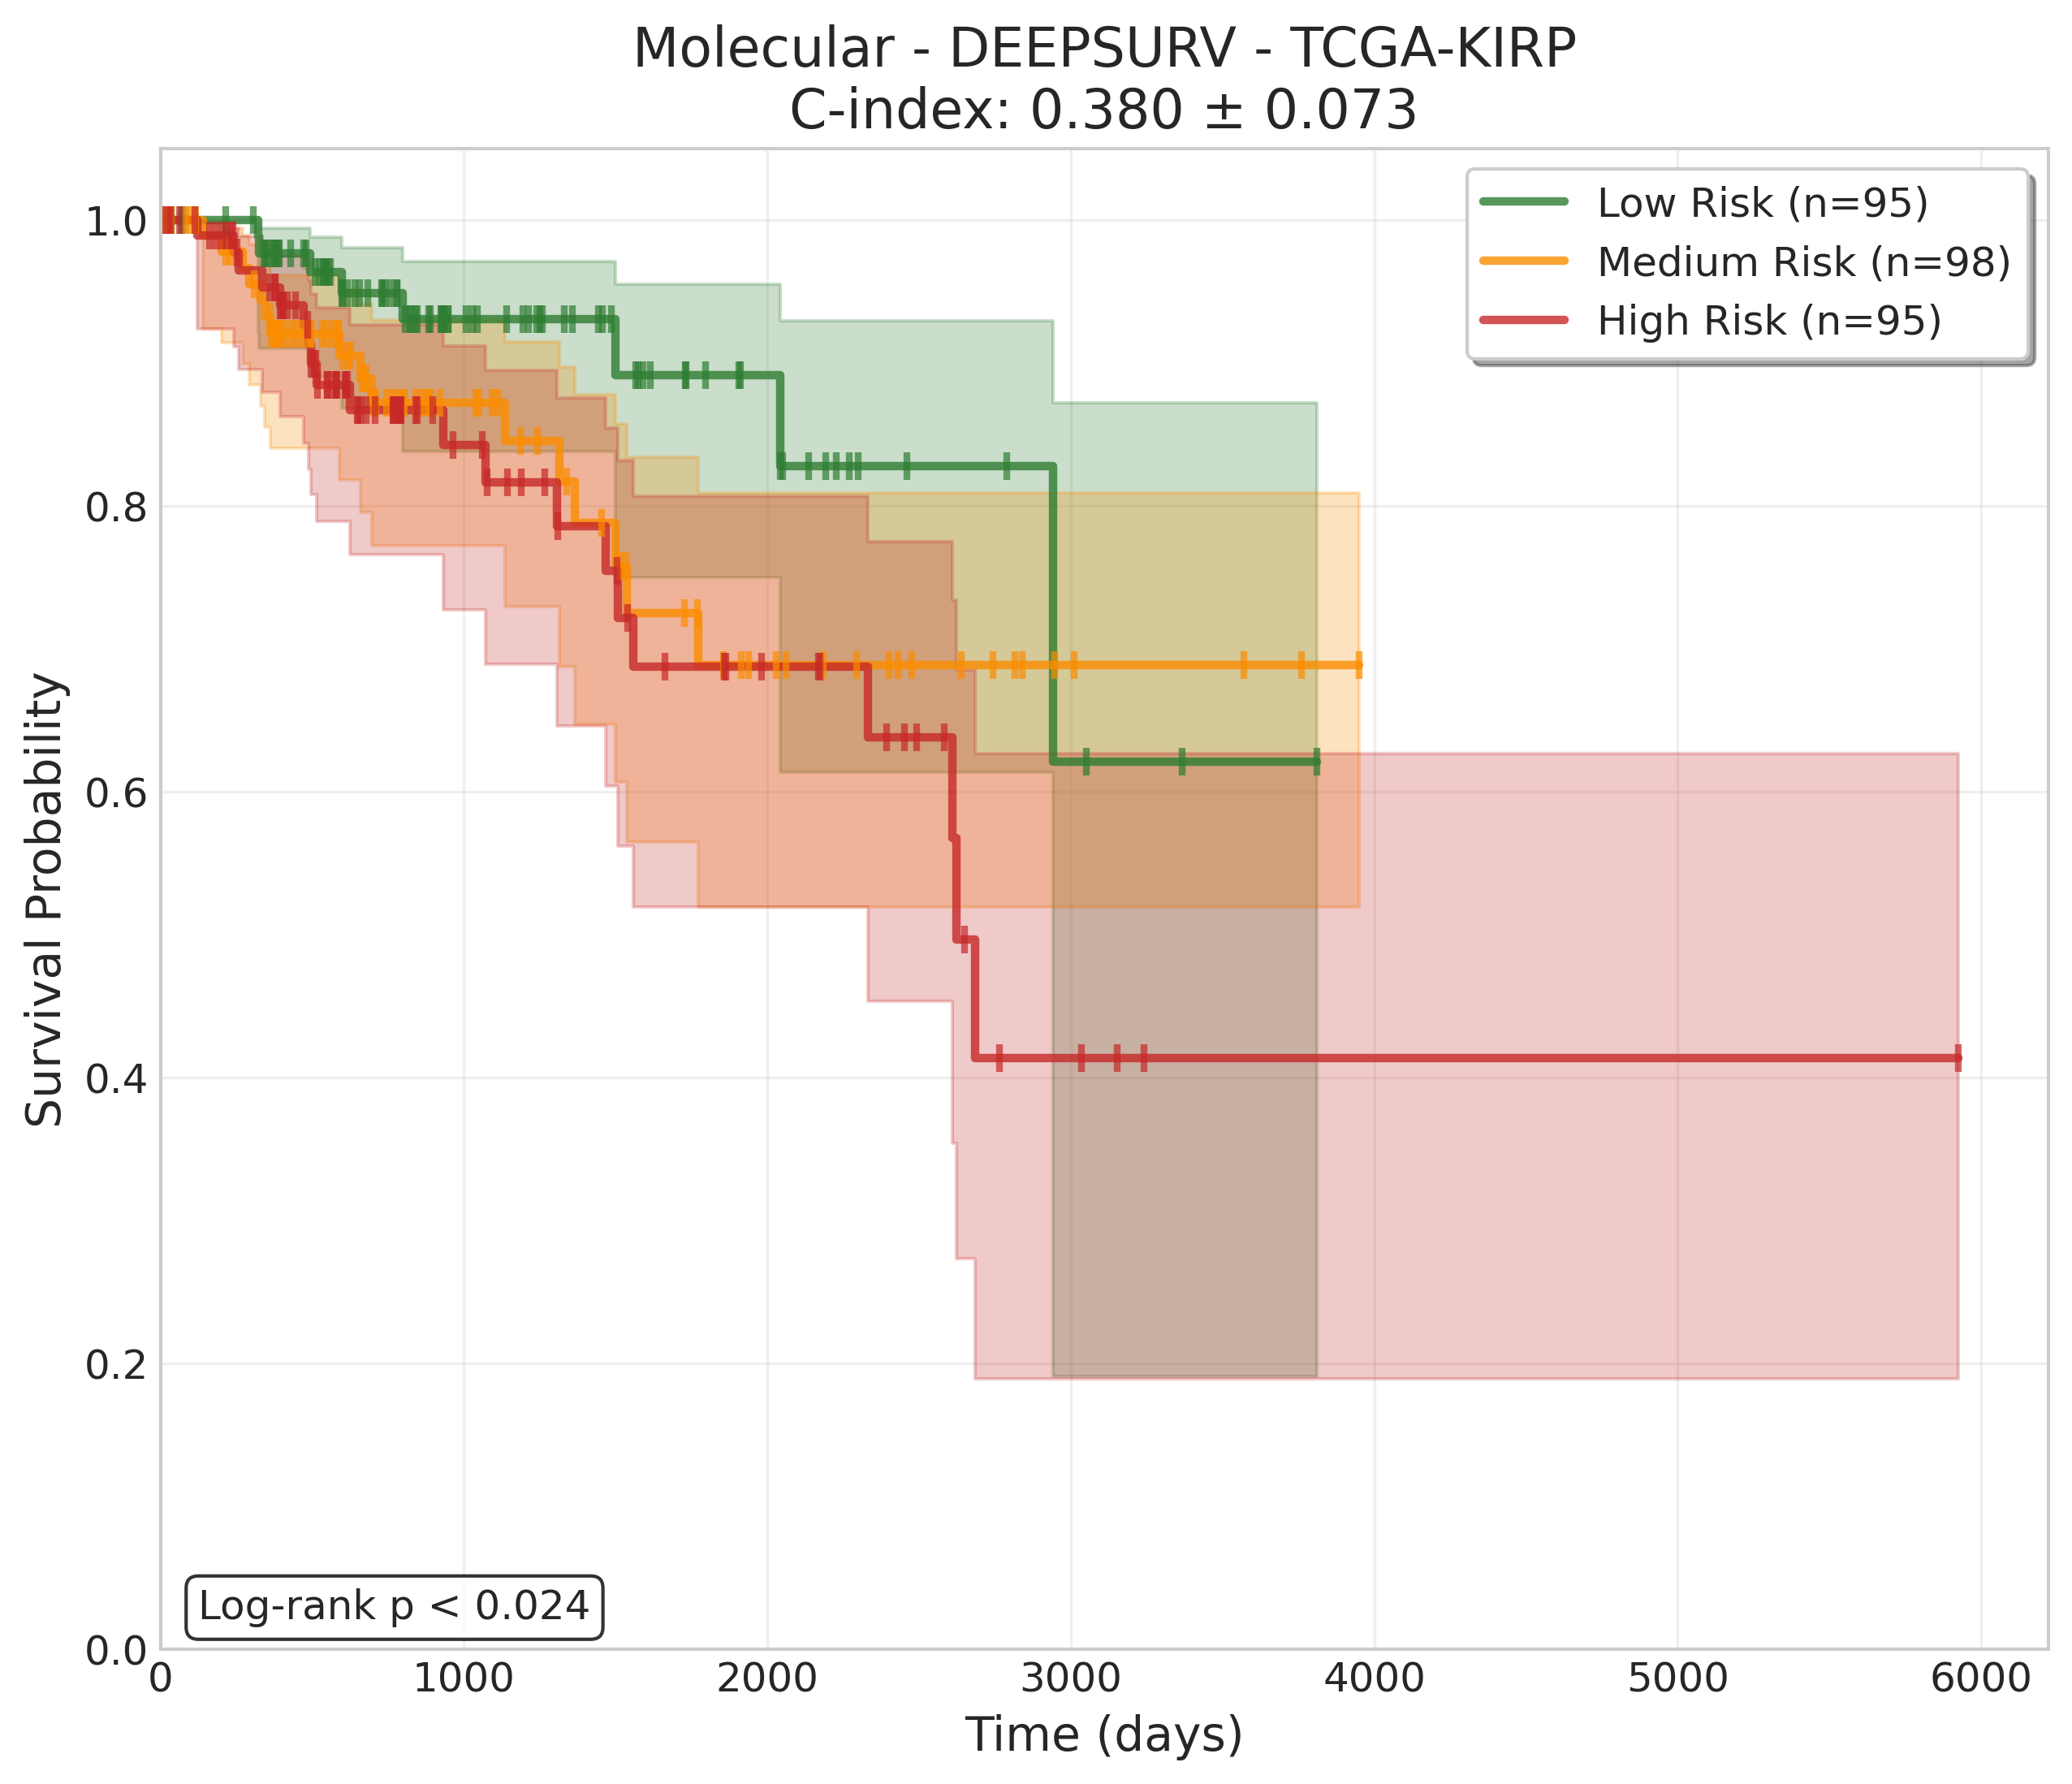 Molecular - DEEPSURV - TCGA-KIRP
C-index: 0.380 ± 0.073
Low Risk (n=95)
Medium Risk (n=98)
High Risk (n=95)
1.0
0.8
0.6
0.4
0.2
0.0
Survival Probability
Log-rank p < 0.024
0 1000 2000 3000 4000 5000 6000
Time (days)